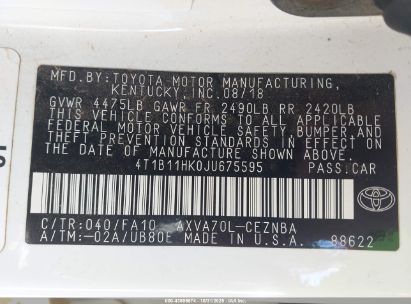 MFD.BY:TOYOTA MOTOR MANUFACTURING,
KENTUCKY,INC.08/18
GVWR 4475LB GAWR FR 2490LB RR 2420LB
THIS VEHICLE CONFORMS TO ALL APPLICABLE
FEDERAL MOTOR VEHICLE SAFETY,BUMPER,AND
THEFT PREVENTION STANDARDS IN EFFECT ON
THE DATE OF MANUFACTURE SHOWN ABOVE.
4T1B11HK0JU675595 PASS.CAR
C/TR:040/FA10 AXVA70L-CEZNBA
A/TM:-02A/UB80E MADE IN U.S.A. 88622
TOYOTA